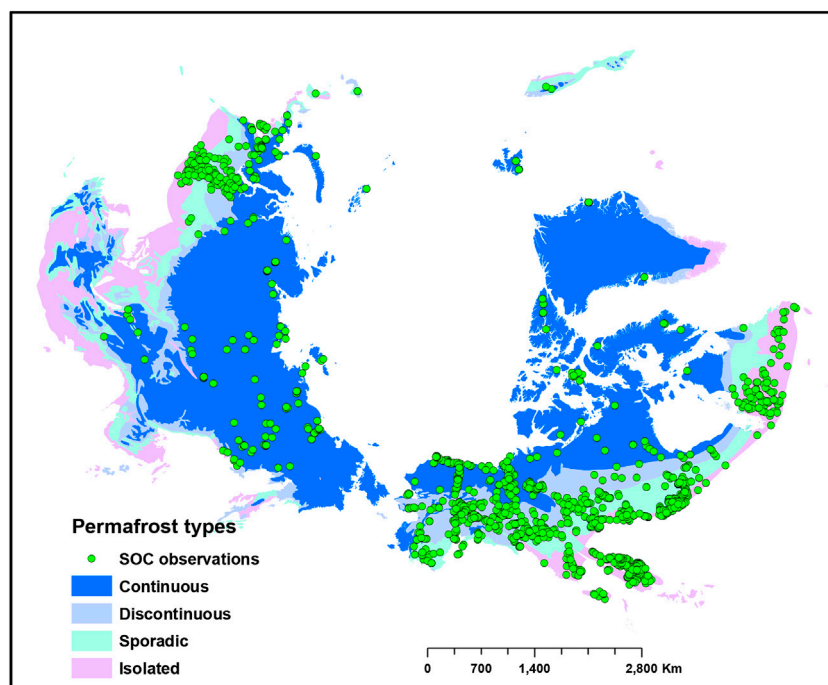 Permafrost types
SOC observations
Continuous
Discontinuous
Sporadic
Isolated
0 700 1,400 2,800 Km